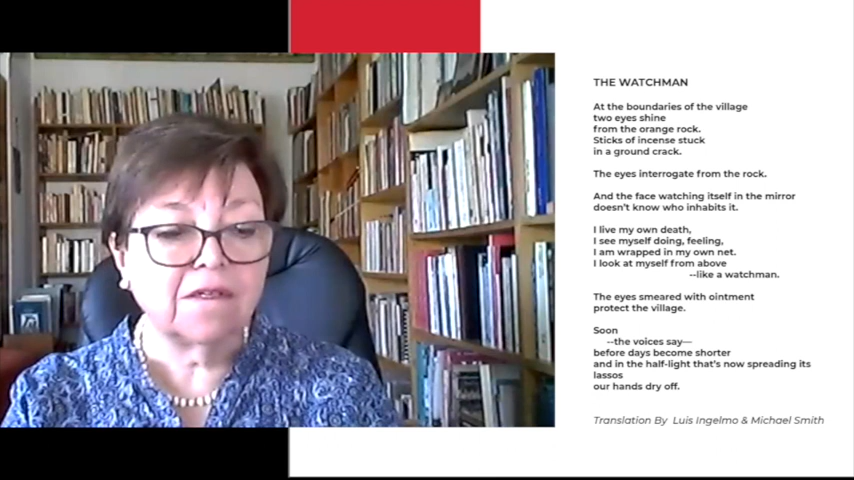 THE WATCHMAN
At the boundaries of the village
two eyes shine
from the orange rock.
Sticks of incense stuck
in a ground crack.
The eyes interrogate from the rock.
And the face watching itself in the mirror
doesn't know who inhabits it.
I live my own death,
I see myself doing, feeling,
I am wrapped in my own net.
I look at myself from above
--like a watchman.
The eyes smeared with ointment
protect the village.
Soon
--the voices say—
before days become shorter
and in the half-light that's now spreading its
lassos
our hands dry off.
Translation By Luis Ingelmo & Michael Smith